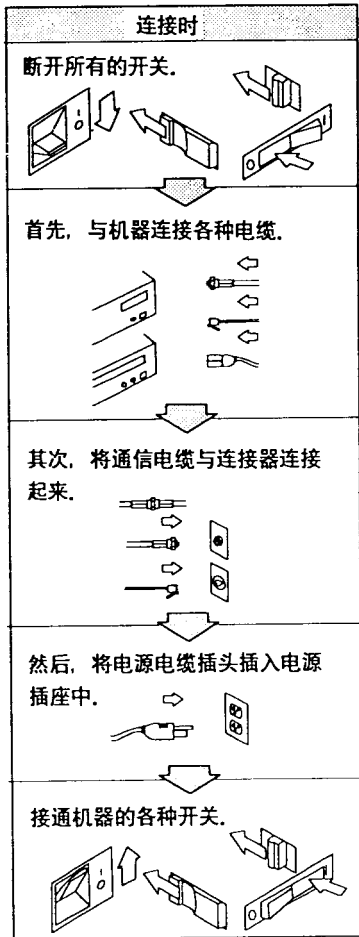 连接时
断开所有的开关.
首先, 与机器连接各种电缆.
其次, 将通信电缆与连接器连接
起来.
然后, 将电源电缆插头插入电源
插座中.
接通机器的各种开关.